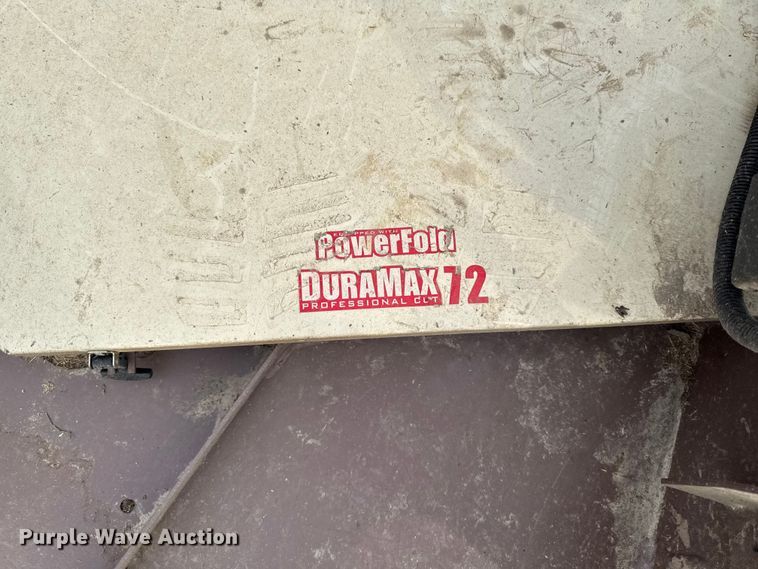 EQUIPPED WITH
POWERFOLD
DURAMAX 72
PROFESSIONAL CUT
Purple Wave Auction